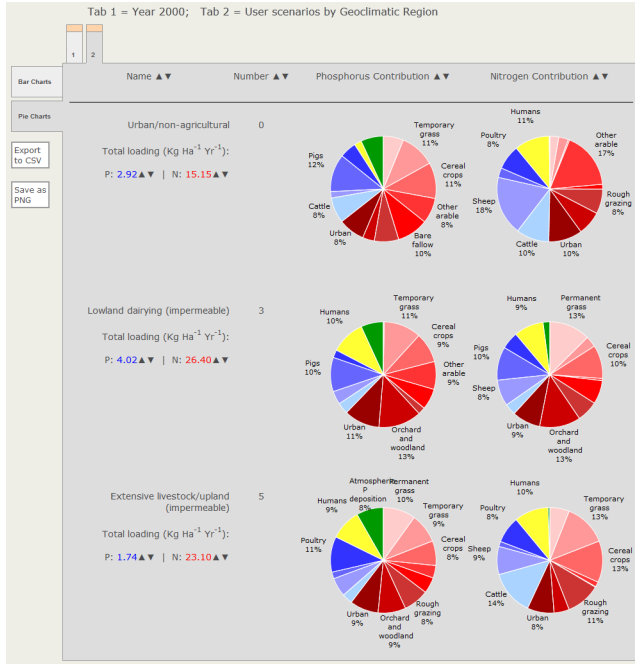 Tab 1 = Year 2000;   Tab 2 = User scenarios by Geoclimatic Region
1
2
Bar Charts
Pie Charts
Export
to CSV
Save as
PNG
Name ▲▼
Number ▲▼
Phosphorus Contribution ▲▼
Nitrogen Contribution ▲▼
Urban/non-agricultural
0
Total loading (Kg Ha⁻¹ Yr⁻¹):
P: 2.92▲▼ | N: 15.15▲▼
Temporary
grass
11%
Cereal
crops
11%
Other
arable
8%
Bare
fallow
10%
Urban
8%
Cattle
8%
Pigs
12%
Humans
11%
Other
arable
17%
Rough
grazing
8%
Urban
10%
Cattle
10%
Sheep
18%
Poultry
8%
Lowland dairying (impermeable)
3
Total loading (Kg Ha⁻¹ Yr⁻¹):
P: 4.02▲▼ | N: 26.40▲▼
Humans
10%
Temporary
grass
11%
Cereal
crops
9%
Other
arable
9%
Orchard
and
woodland
13%
Urban
11%
Pigs
10%
Humans
9%
Permanent
grass
13%
Cereal
crops
10%
Orchard
and
woodland
13%
Urban
9%
Sheep
8%
Pigs
10%
Extensive livestock/upland
(impermeable)
5
Total loading (Kg Ha⁻¹ Yr⁻¹):
P: 1.74▲▼ | N: 23.10▲▼
Atmospheric
P
deposition
8%
Permanent
grass
10%
Temporary
grass
9%
Cereal
crops
8%
Rough
grazing
8%
Orchard
and
woodland
9%
Urban
9%
Poultry
11%
Humans
9%
Humans
10%
Temporary
grass
13%
Cereal
crops
13%
Rough
grazing
11%
Urban
8%
Cattle
14%
Sheep
9%
Poultry
8%